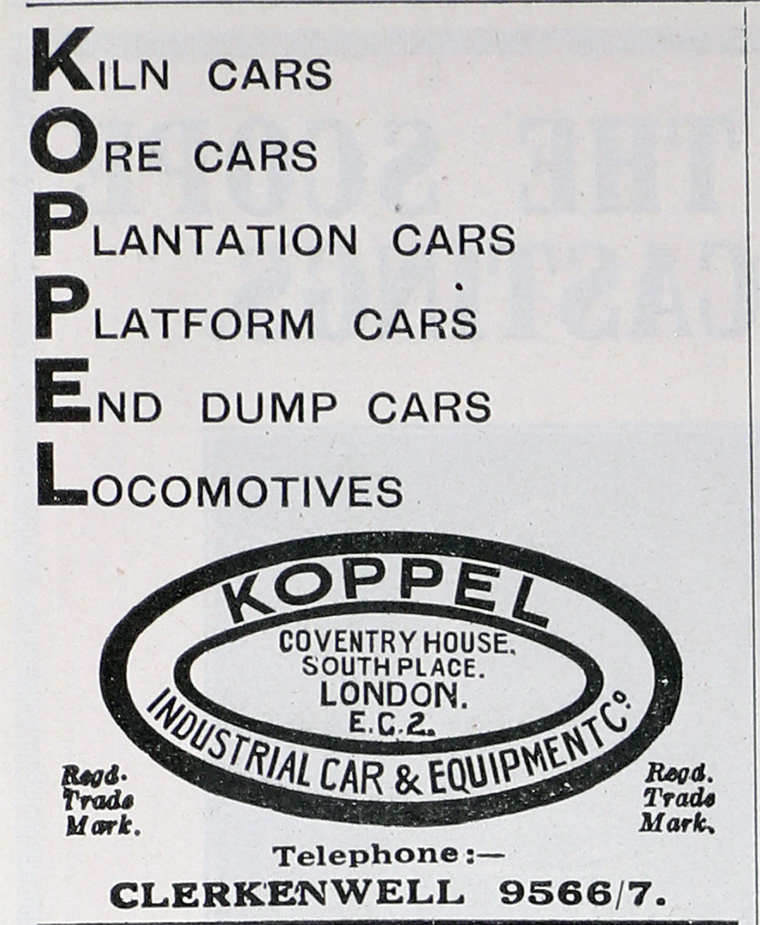 KILN CARS
ORE CARS
PLANTATION CARS
PLATFORM CARS
END DUMP CARS
LOCOMOTIVES
KOPPEL
COVENTRY HOUSE.
SOUTH PLACE.
LONDON.
E.C.2.
INDUSTRIAL CAR & EQUIPMENT Co
Regd. Trade Mark.
Regd. Trade Mark.
Telephone:—
CLERKENWELL 9566/7.